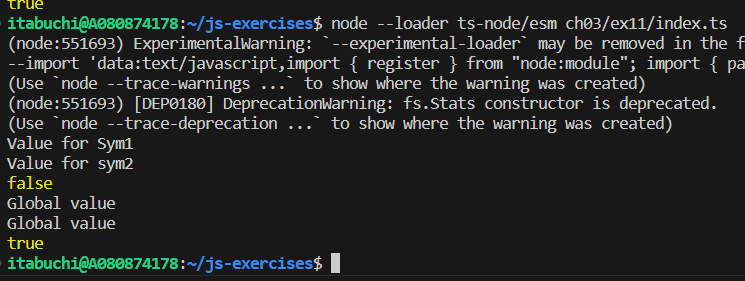 true
itabuchi@A080874178:~/js-exercises$ node --loader ts-node/esm ch03/ex11/index.ts
(node:551693) ExperimentalWarning: `--experimental-loader` may be removed in the f
--import 'data:text/javascript,import { register } from "node:module"; import { pa
(Use `node --trace-warnings ...` to show where the warning was created)
(node:551693) [DEP0180] DeprecationWarning: fs.Stats constructor is deprecated.
(Use `node --trace-deprecation ...` to show where the warning was created)
Value for Sym1
Value for sym2
false
Global value
Global value
true
itabuchi@A080874178:~/js-exercises$